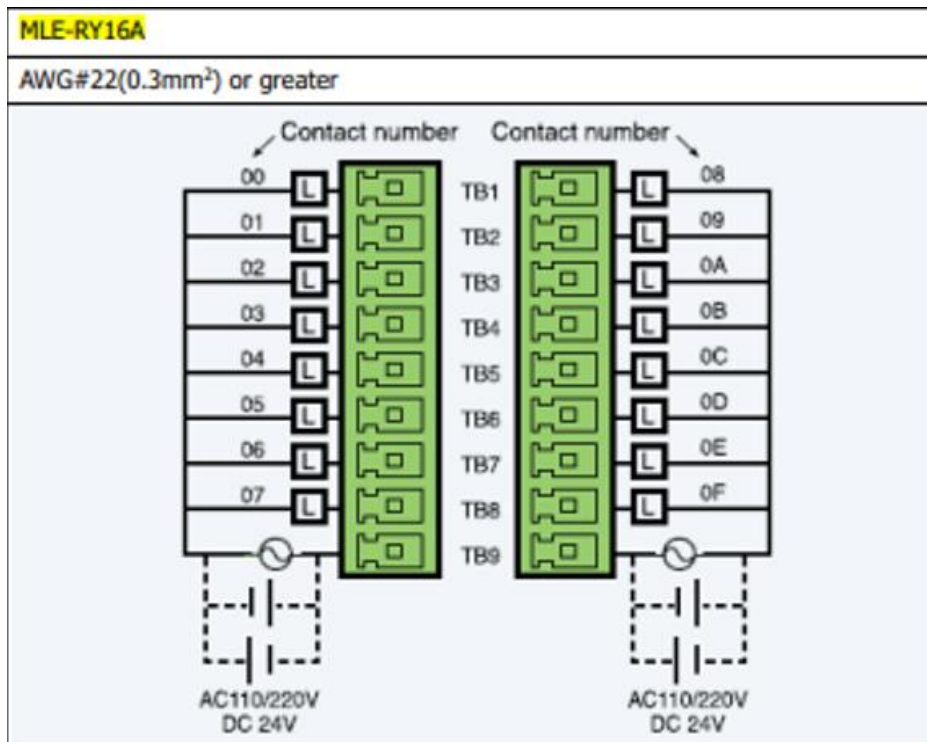 MLE-RY16A
AWG#22(0.3mm²) or greater
Contact number Contact number
00 L TB1 L 08
01 L TB2 L 09
02 L TB3 L 0A
03 L TB4 L 0B
04 L TB5 L 0C
05 L TB6 L 0D
06 L TB7 L 0E
07 L TB8 L 0F
TB9
AC110/220V AC110/220V
DC 24V DC 24V